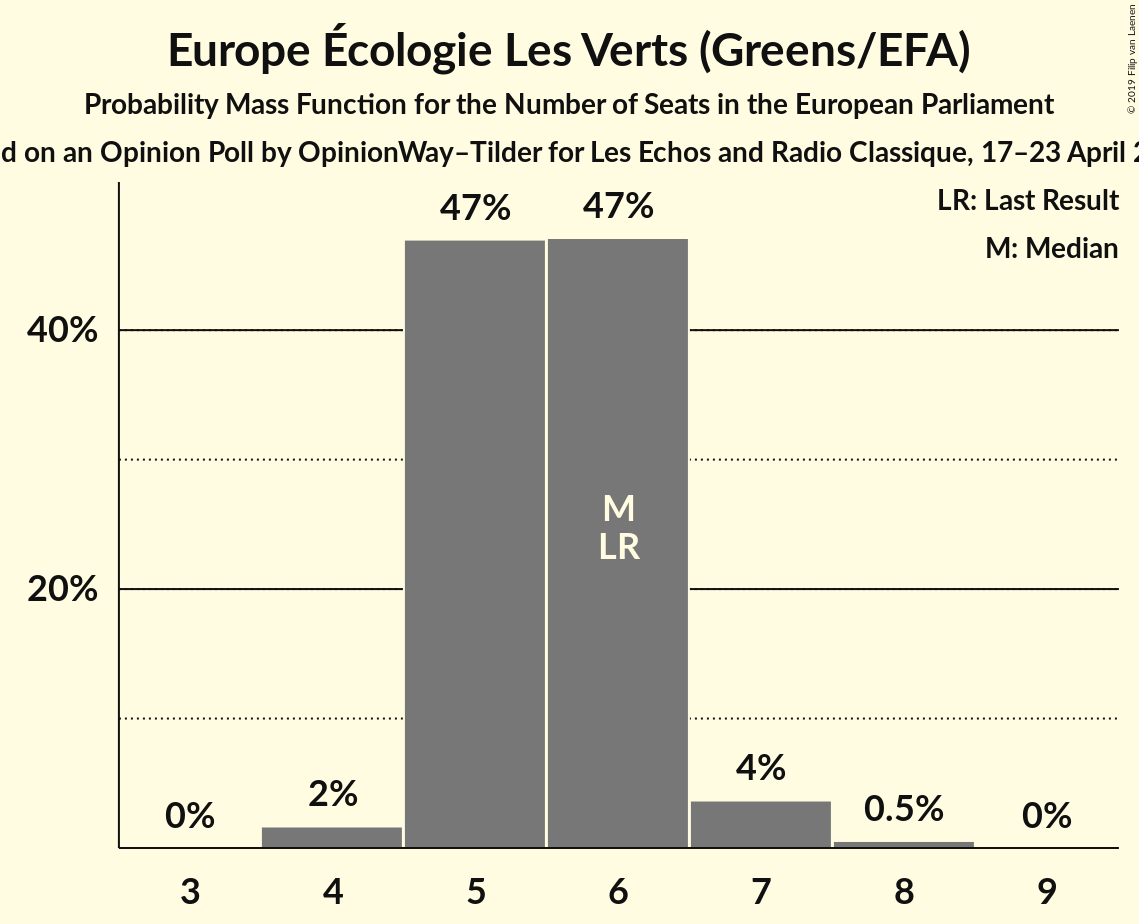 Europe Écologie Les Verts (Greens/EFA)
Probability Mass Function for the Number of Seats in the European Parliament
on an Opinion Poll by OpinionWay–Tilder for Les Echos and Radio Classique, 17–23 April
© 2019 Filip van Laenen
LR: Last Result
M: Median
47%
47%
40%
M
LR
20%
0%
2%
4%
0.5%
0%
3
4
5
6
7
8
9